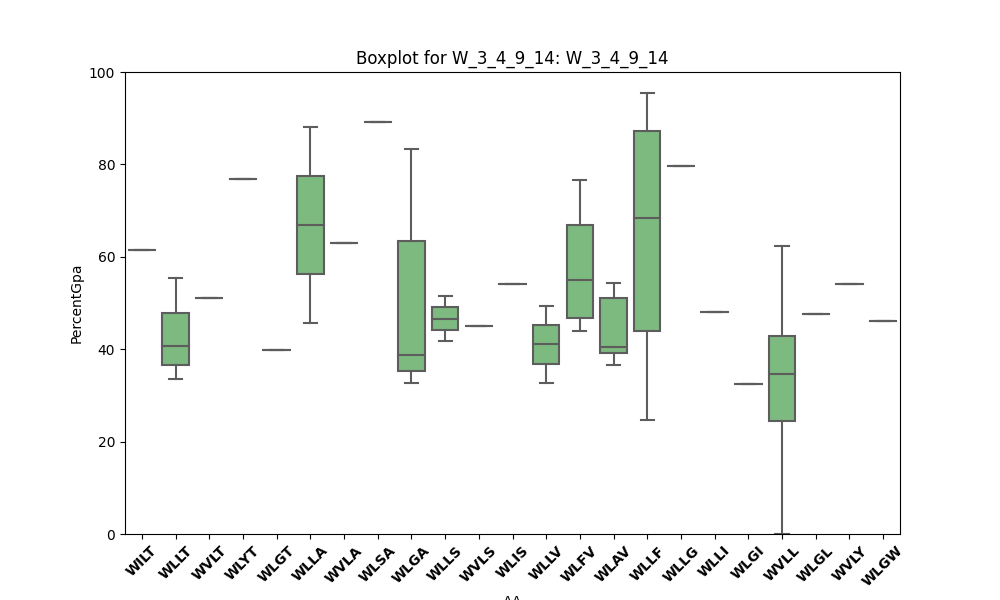 Boxplot for W_3_4_9_14: W_3_4_9_14
PercentGpa
100
80
60
40
20
0
WILT WLLT WVLT WLYT WLGT WLLA WVLA WLSA WLGA WLLS WVLS WLIS WLLV WLFV WLAV WLLF WLLG WLLI WLGI WVLL WLGL WVLY WLGW
AA